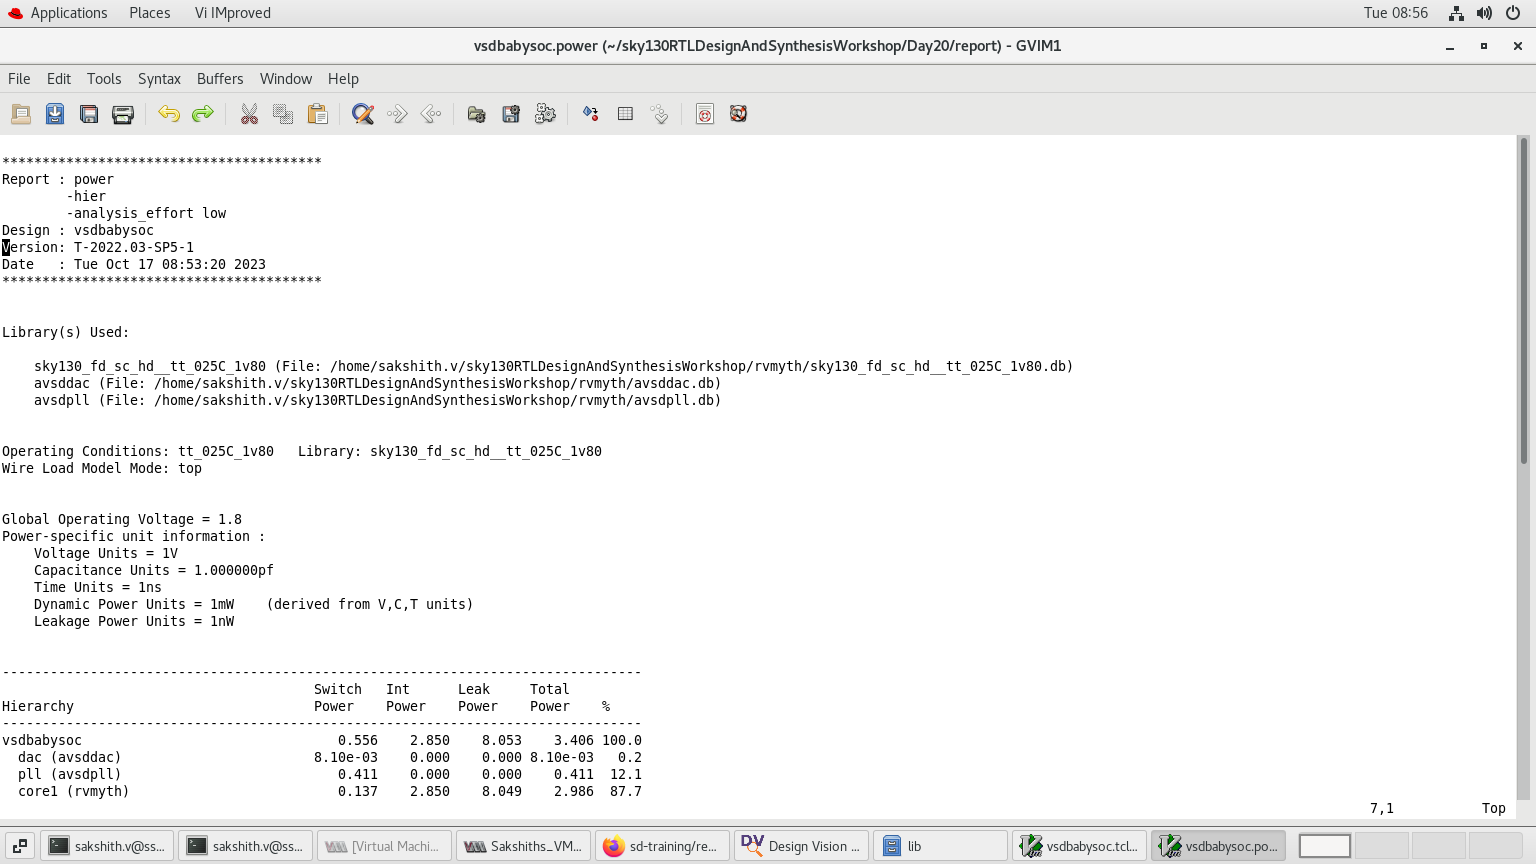 Applications Places Vi IMproved Tue 08:56
vsdbabysoc.power (~/sky130RTLDesignAndSynthesisWorkshop/Day20/report) - GVIM1
File Edit Tools Syntax Buffers Window Help
****************************************
Report : power
        -hier
        -analysis_effort low
Design : vsdbabysoc
Version: T-2022.03-SP5-1
Date   : Tue Oct 17 08:53:20 2023
****************************************
Library(s) Used:
    sky130_fd_sc_hd__tt_025C_1v80 (File: /home/sakshith.v/sky130RTLDesignAndSynthesisWorkshop/rvmyth/sky130_fd_sc_hd__tt_025C_1v80.db)
    avsddac (File: /home/sakshith.v/sky130RTLDesignAndSynthesisWorkshop/rvmyth/avsddac.db)
    avsdpll (File: /home/sakshith.v/sky130RTLDesignAndSynthesisWorkshop/rvmyth/avsdpll.db)
Operating Conditions: tt_025C_1v80   Library: sky130_fd_sc_hd__tt_025C_1v80
Wire Load Model Mode: top
Global Operating Voltage = 1.8
Power-specific unit information :
    Voltage Units = 1V
    Capacitance Units = 1.000000pf
    Time Units = 1ns
    Dynamic Power Units = 1mW    (derived from V,C,T units)
    Leakage Power Units = 1nW
--------------------------------------------------------------------------------
                                       Switch   Int      Leak     Total
Hierarchy                              Power    Power    Power    Power    %
--------------------------------------------------------------------------------
vsdbabysoc                                0.556    2.850    8.053    3.406 100.0
  dac (avsddac)                        8.10e-03    0.000    0.000 8.10e-03   0.2
  pll (avsdpll)                           0.411    0.000    0.000    0.411  12.1
  core1 (rvmyth)                          0.137    2.850    8.049    2.986  87.7
7,1 Top
sakshith.v@ss... sakshith.v@ss... [Virtual Machi... Sakshiths_VM... sd-training/re... Design Vision ... lib vsdbabysoc.tcl... vsdbabysoc.po...